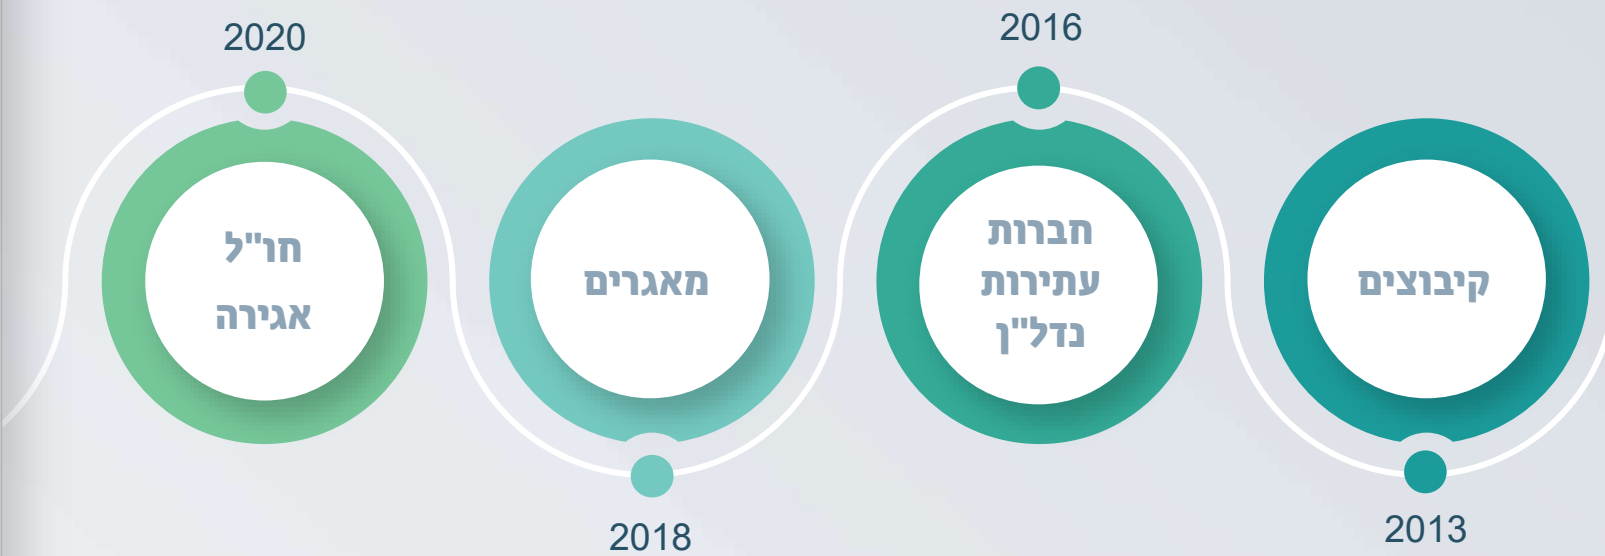 2013
קיבוצים
2016
חברות
עתירות
נדל"ן
2018
מאגרים
2020
חו"ל
אגירה